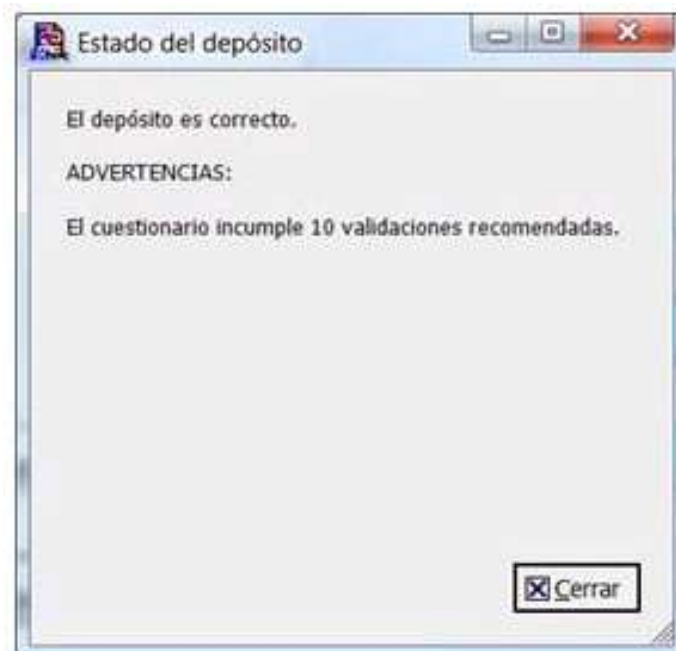 Estado del depósito
El depósito es correcto.
ADVERTENCIAS:
El cuestionario incumple 10 validaciones recomendadas.
Cerrar